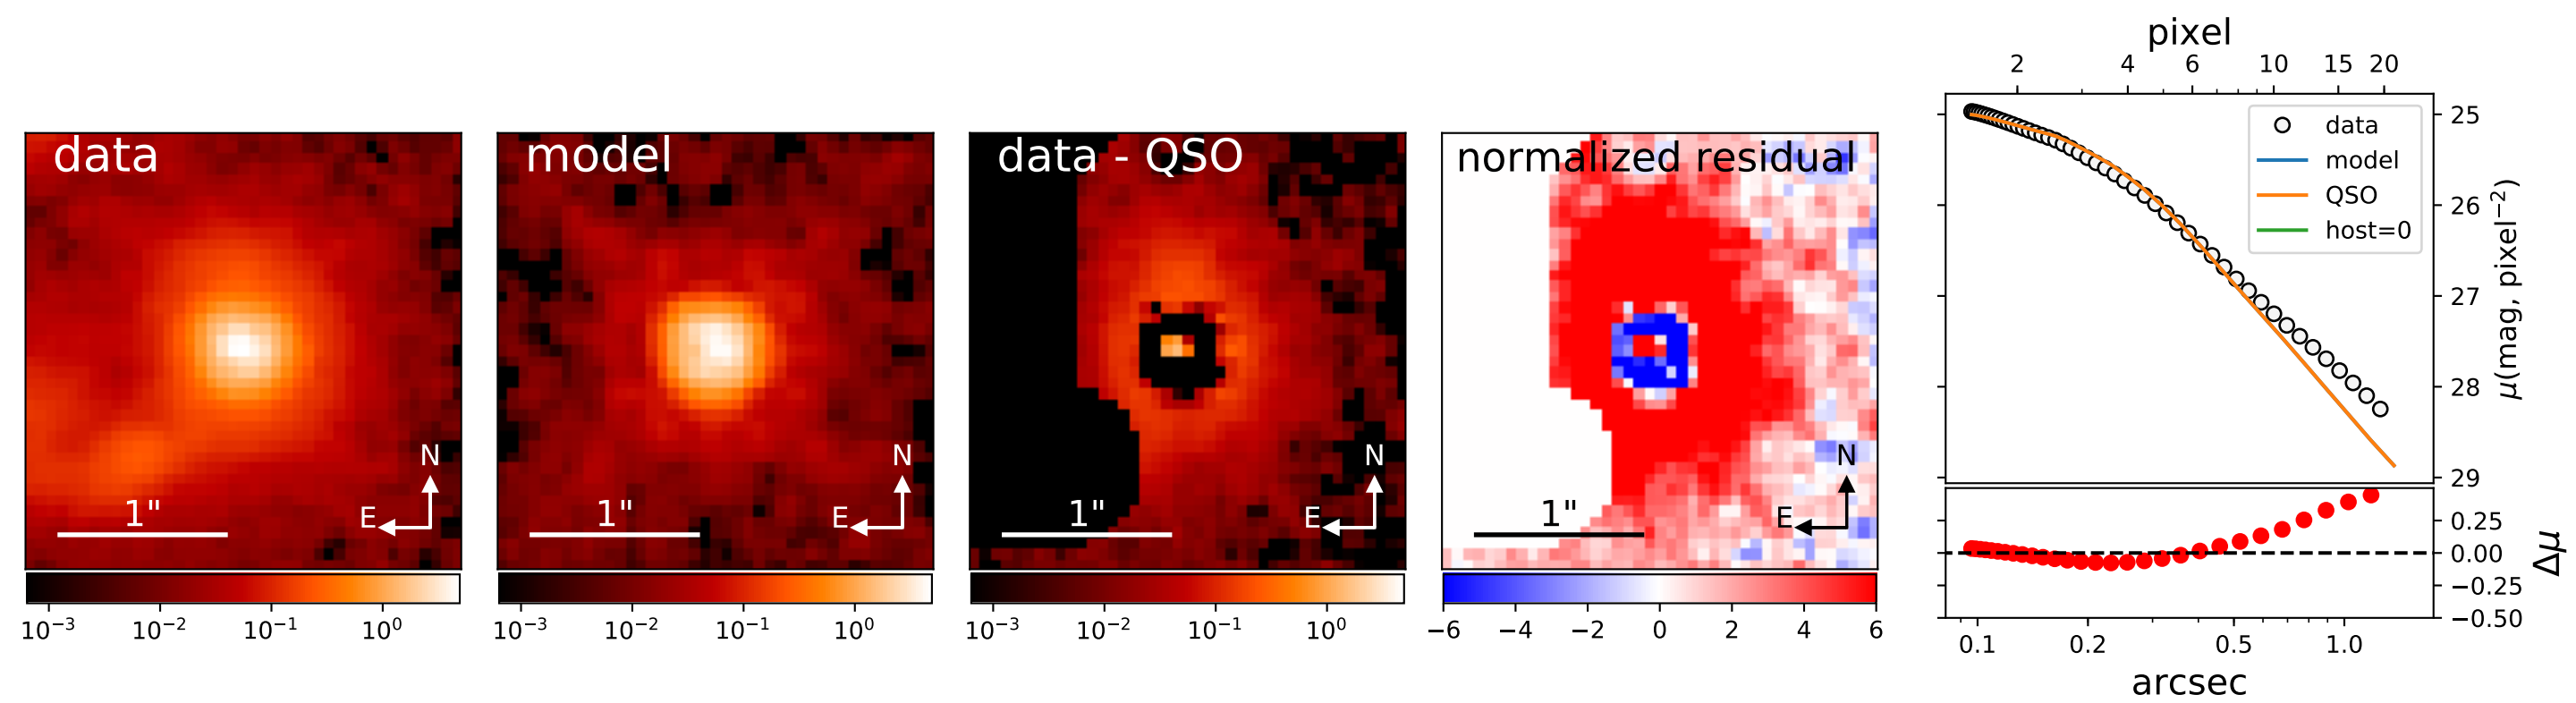 data
N
E
1"
10⁻³ 10⁻² 10⁻¹ 10⁰
model
N
E
1"
10⁻³ 10⁻² 10⁻¹ 10⁰
data - QSO
N
E
1"
10⁻³ 10⁻² 10⁻¹ 10⁰
normalized residual
N
E
1"
−6 −4 −2 0 2 4 6
pixel
2 4 6 10 15 20
data
model
QSO
host=0
25
26
27
28
29
μ(mag, pixel⁻²)
0.25
0.00
−0.25
−0.50
Δμ
0.1 0.2 0.5 1.0
arcsec